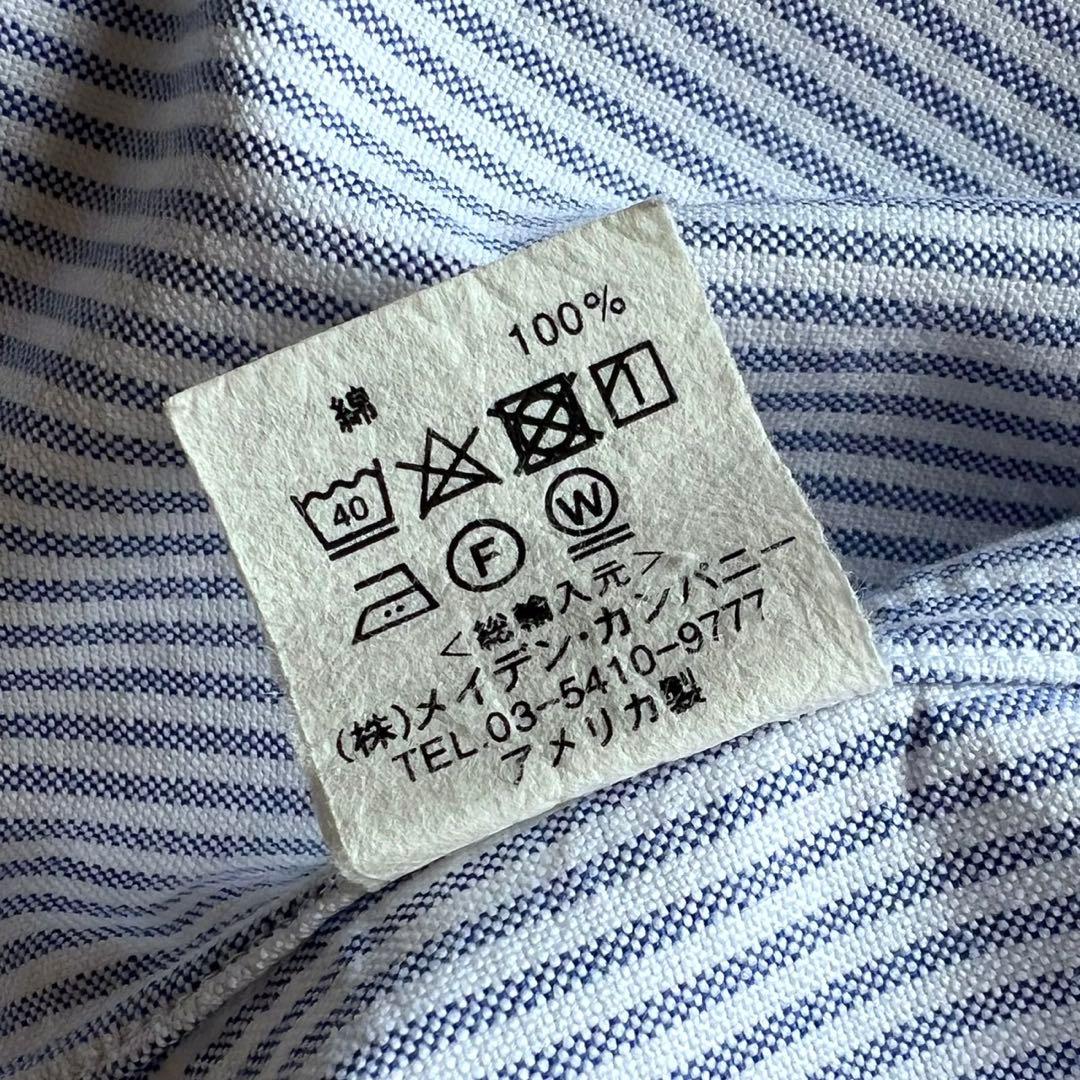 綿 100%
40
F W
<総輸入元>
(株)メイデン・カンパニー
TEL.03-5410-9777
アメリカ製